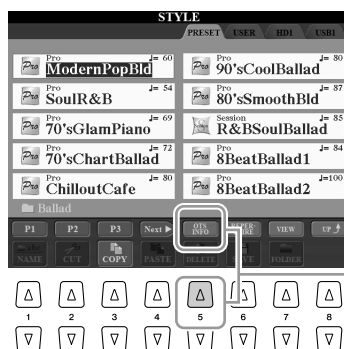 STYLE
PRESET USER HD1 USB1
Pro ♩= 60
ModernPopBld
Pro ♩= 80
90'sCoolBallad
Pro ♩= 54
SoulR&B
Pro ♩= 87
80'sSmoothBld
Pro ♩= 69
70'sGlamPiano
Session ♩= 85
R&BSoulBallad
Pro ♩= 72
70'sChartBallad
Pro ♩= 84
8BeatBallad1
Pro ♩= 80
ChilloutCafe
Pro ♩=100
8BeatBallad2
Ballad
P1 P2 P3 Next OTS INFO VIEW UP
NAME CUT COPY PASTE DELETE FOLDER
1 2 3 4 5 6 7 8